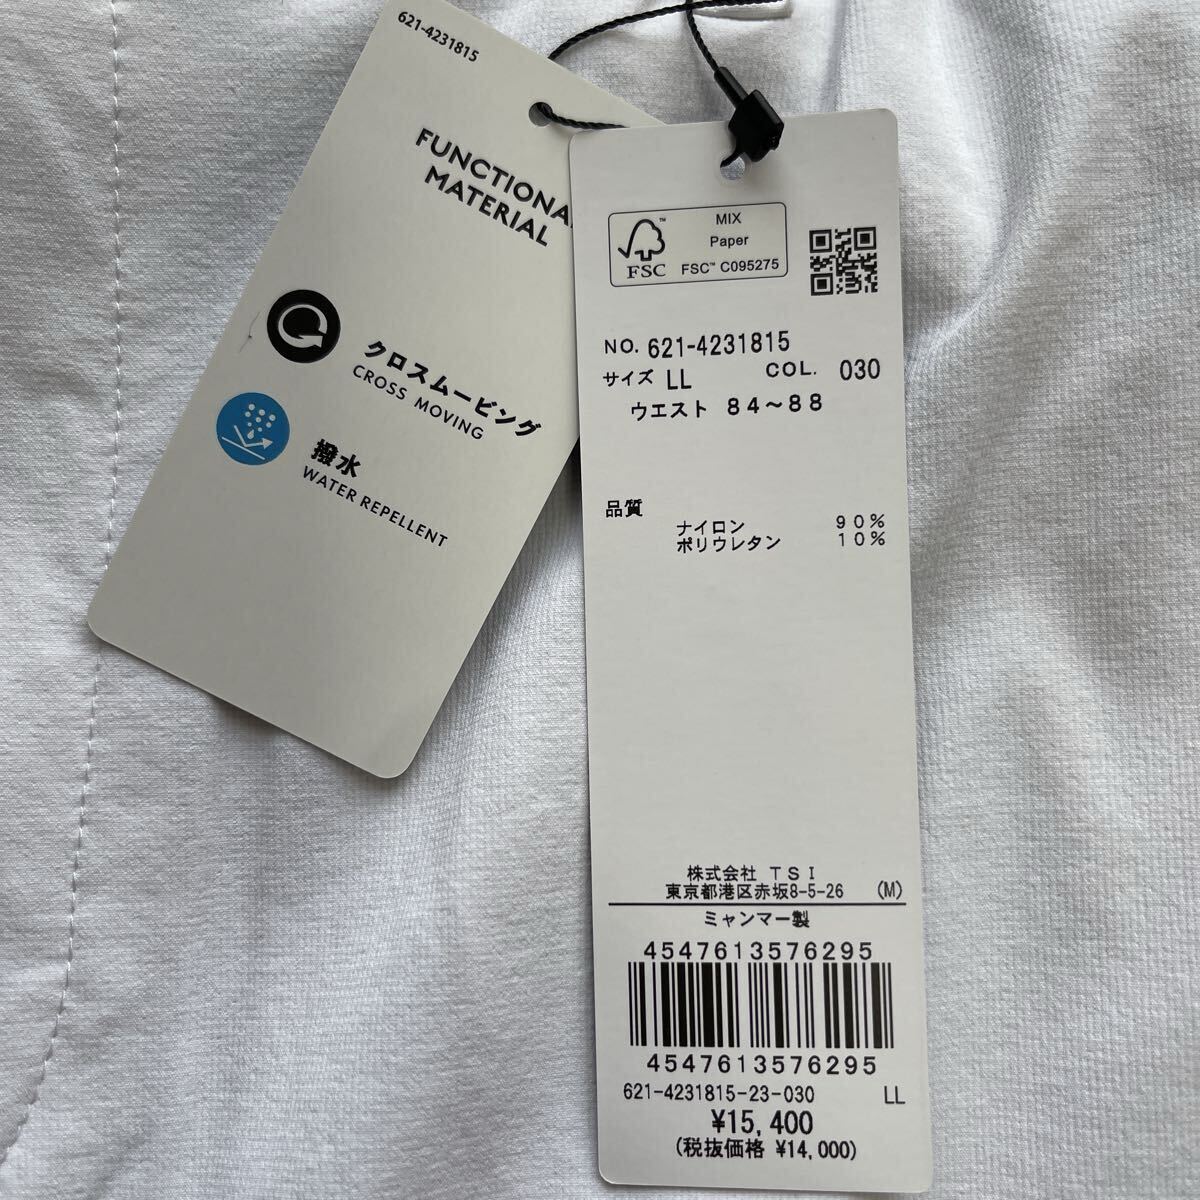 621-4231815
FUNCTIONA
MATERIAL
クロスムービング
CROSS MOVING
撥水
WATER REPELLENT
MIX
Paper
FSC™ C095275
FSC
NO. 621-4231815
サイズ LL COL. 030
ウエスト 84~88
品質
ナイロン 90%
ポリウレタン 10%
株式会社 TSI
東京都港区赤坂8-5-26 (M)
ミャンマー製
4547613576295
4547613576295
621-4231815-23-030 LL
¥15,400
(税抜価格 ¥14,000)